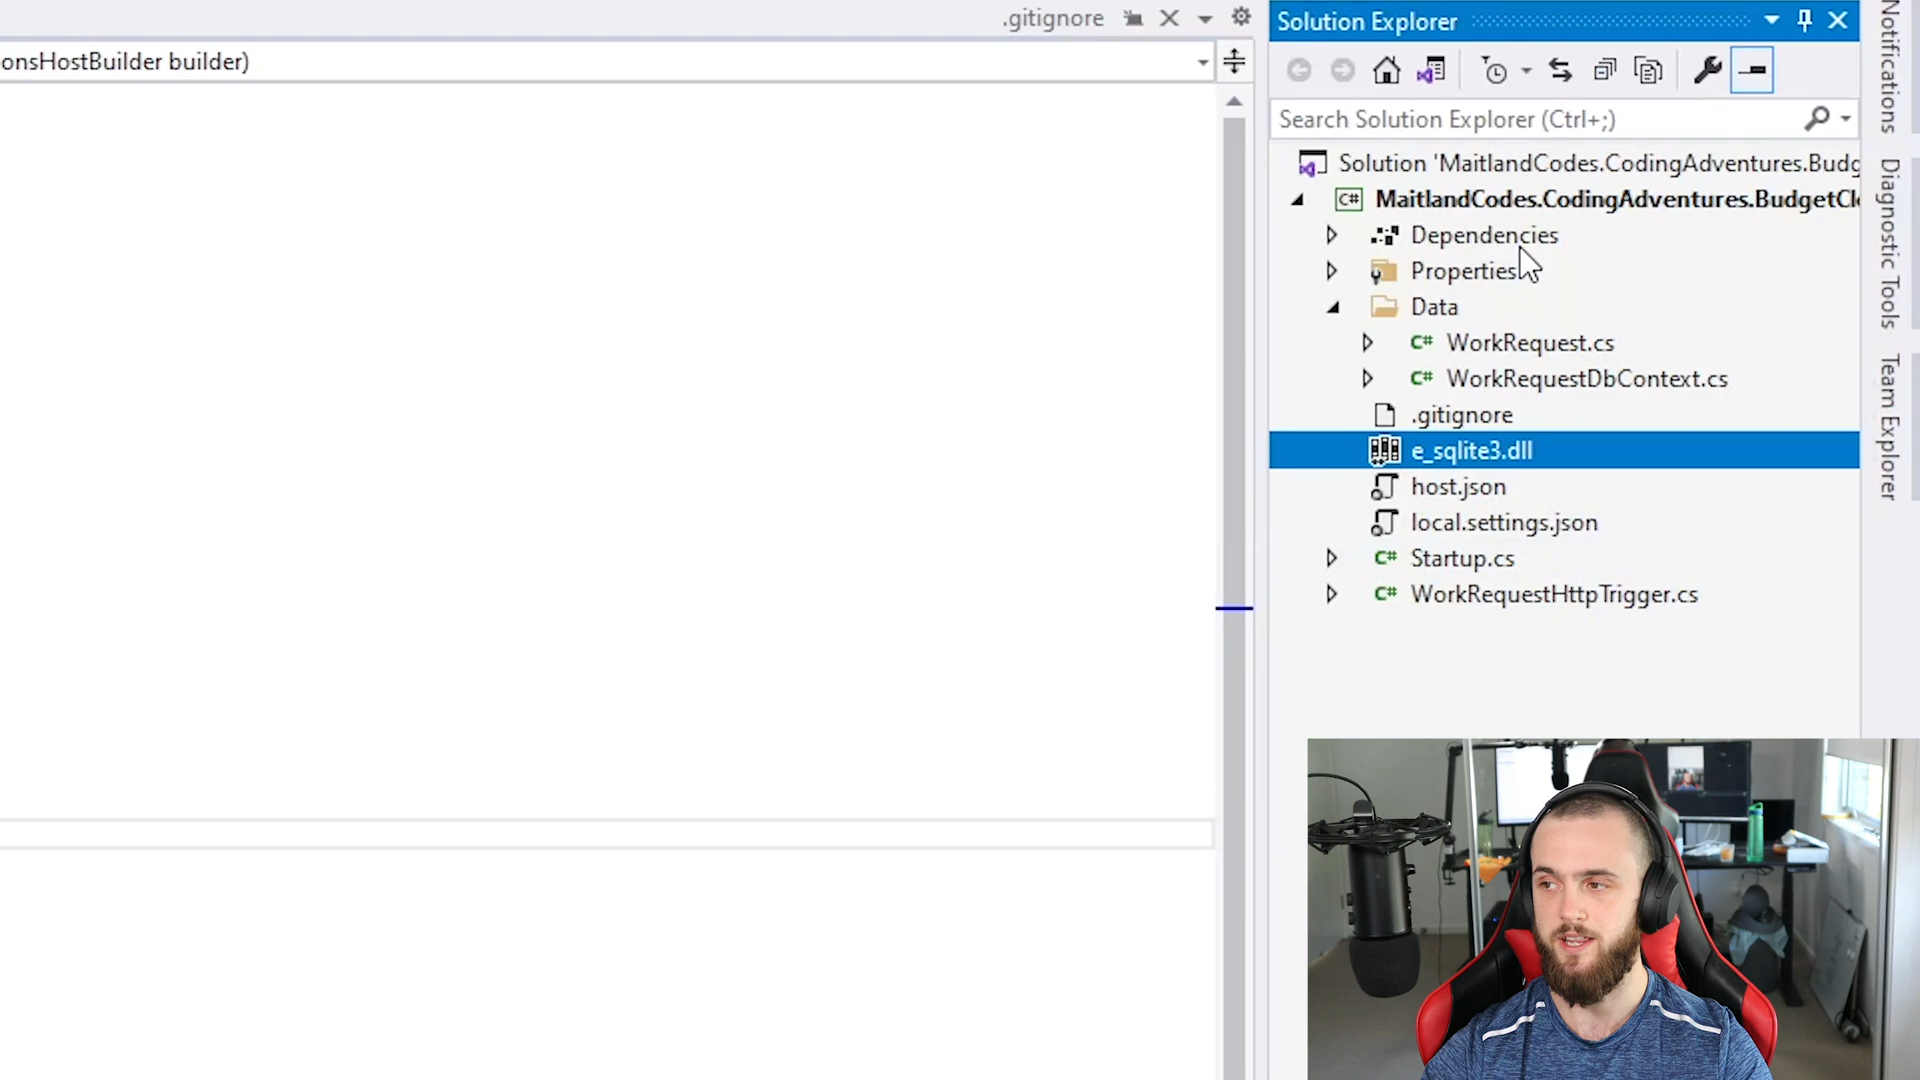 .gitignore
onsHostBuilder builder)
Solution Explorer
Search Solution Explorer (Ctrl+;)
Solution 'MaitlandCodes.CodingAdventures.Budg
C# MaitlandCodes.CodingAdventures.BudgetCl
Dependencies
Properties
Data
C# WorkRequest.cs
C# WorkRequestDbContext.cs
.gitignore
e_sqlite3.dll
host.json
local.settings.json
C# Startup.cs
C# WorkRequestHttpTrigger.cs
Notifications
Diagnostic Tools
Team Explorer